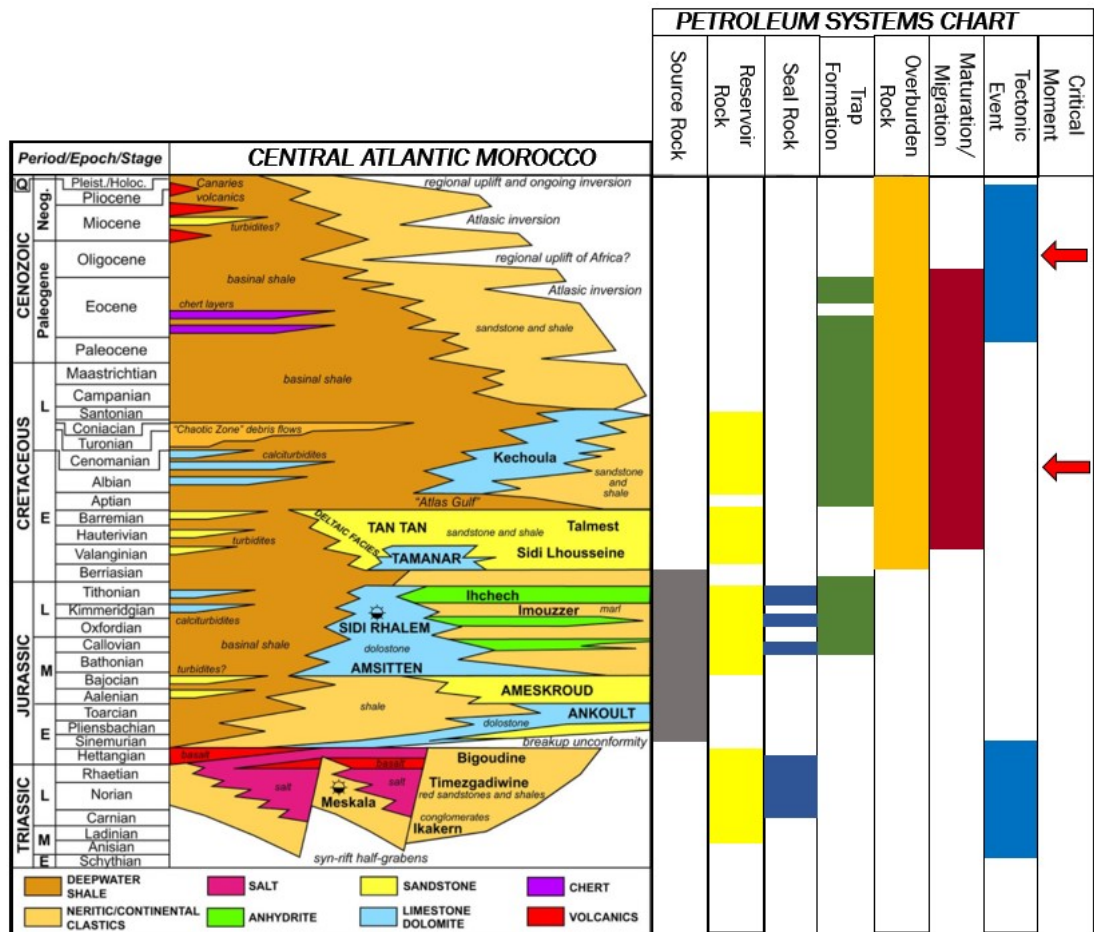 PETROLEUM SYSTEMS CHART
Source Rock
Reservoir
Rock
Seal Rock
Trap
Formation
Overburden
Rock
Maturation/
Migration
Tectonic
Event
Critical
Moment
Period/Epoch/Stage
CENTRAL ATLANTIC MOROCCO
CENOZOIC
CRETACEOUS
JURASSIC
TRIASSIC
Q
Neog.
Paleogene
L
E
L
M
E
L
M
E
Pleist./Holoc.
Pliocene
Miocene
Oligocene
Eocene
Paleocene
Maastrichtian
Campanian
Santonian
Coniacian
Turonian
Cenomanian
Albian
Aptian
Barremian
Hauterivian
Valanginian
Berriasian
Tithonian
Kimmeridgian
Oxfordian
Callovian
Bathonian
Bajocian
Aalenian
Toarcian
Pliensbachian
Sinemurian
Hettangian
Rhaetian
Norian
Carnian
Ladinian
Anisian
Schythian
Canaries
volcanics
regional uplift and ongoing inversion
turbidites?
Atlasic inversion
regional uplift of Africa?
basinal shale
Atlasic inversion
chert layers
sandstone and shale
basinal shale
"Chaotic Zone" debris flows
calciturbidites
Kechoula
sandstone
and
shale
"Atlas Gulf"
DELTAIC FACIES
TAN TAN
sandstone and shale
Talmest
turbidites
TAMANAR
Sidi Lhousseine
Ihchech
Imouzzer
marl
calciturbidites
SIDI RHALEM
basinal shale
dolostone
AMSITTEN
turbidites?
AMESKROUD
shale
ANKOULT
dolostone
breakup unconformity
basalt
basalt
Bigoudine
salt
salt
Timezgadiwine
red sandstones and shales
Meskala
conglomerates
Ikakern
syn-rift half-grabens
DEEPWATER
SHALE
SALT
SANDSTONE
CHERT
NERITIC/CONTINENTAL
CLASTICS
ANHYDRITE
LIMESTONE
DOLOMITE
VOLCANICS